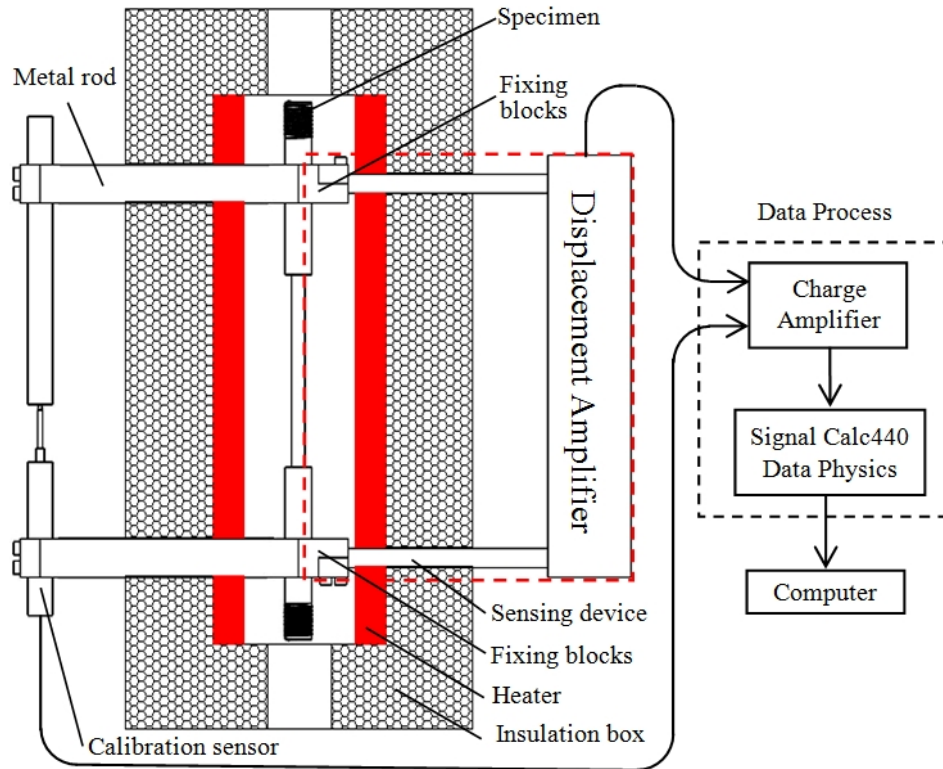 Specimen
Metal rod
Fixing
blocks
Displacement Amplifier
Data Process
Charge
Amplifier
Signal Calc440
Data Physics
Computer
Sensing device
Fixing blocks
Heater
Insulation box
Calibration sensor